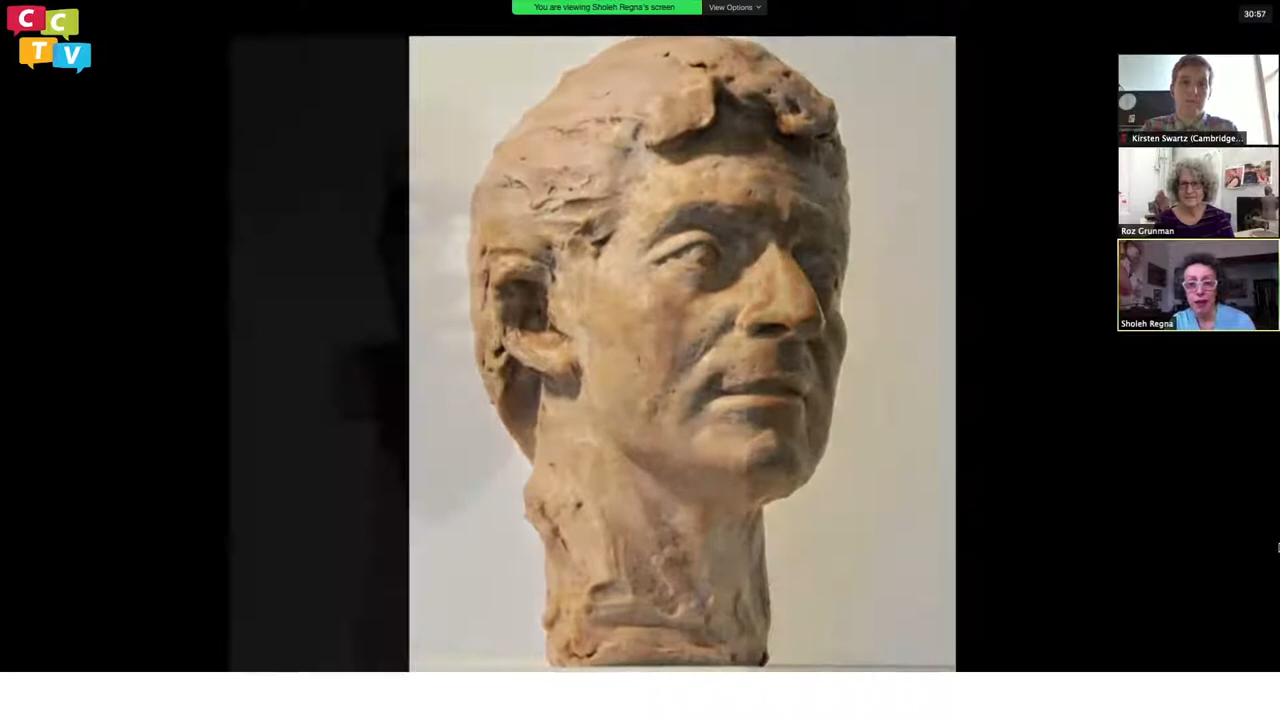 CCTV
You are viewing Sholeh Regna's screen
View Options
30:57
Kirsten Swartz (Cambridge...
Roz Grunman
Sholeh Regna